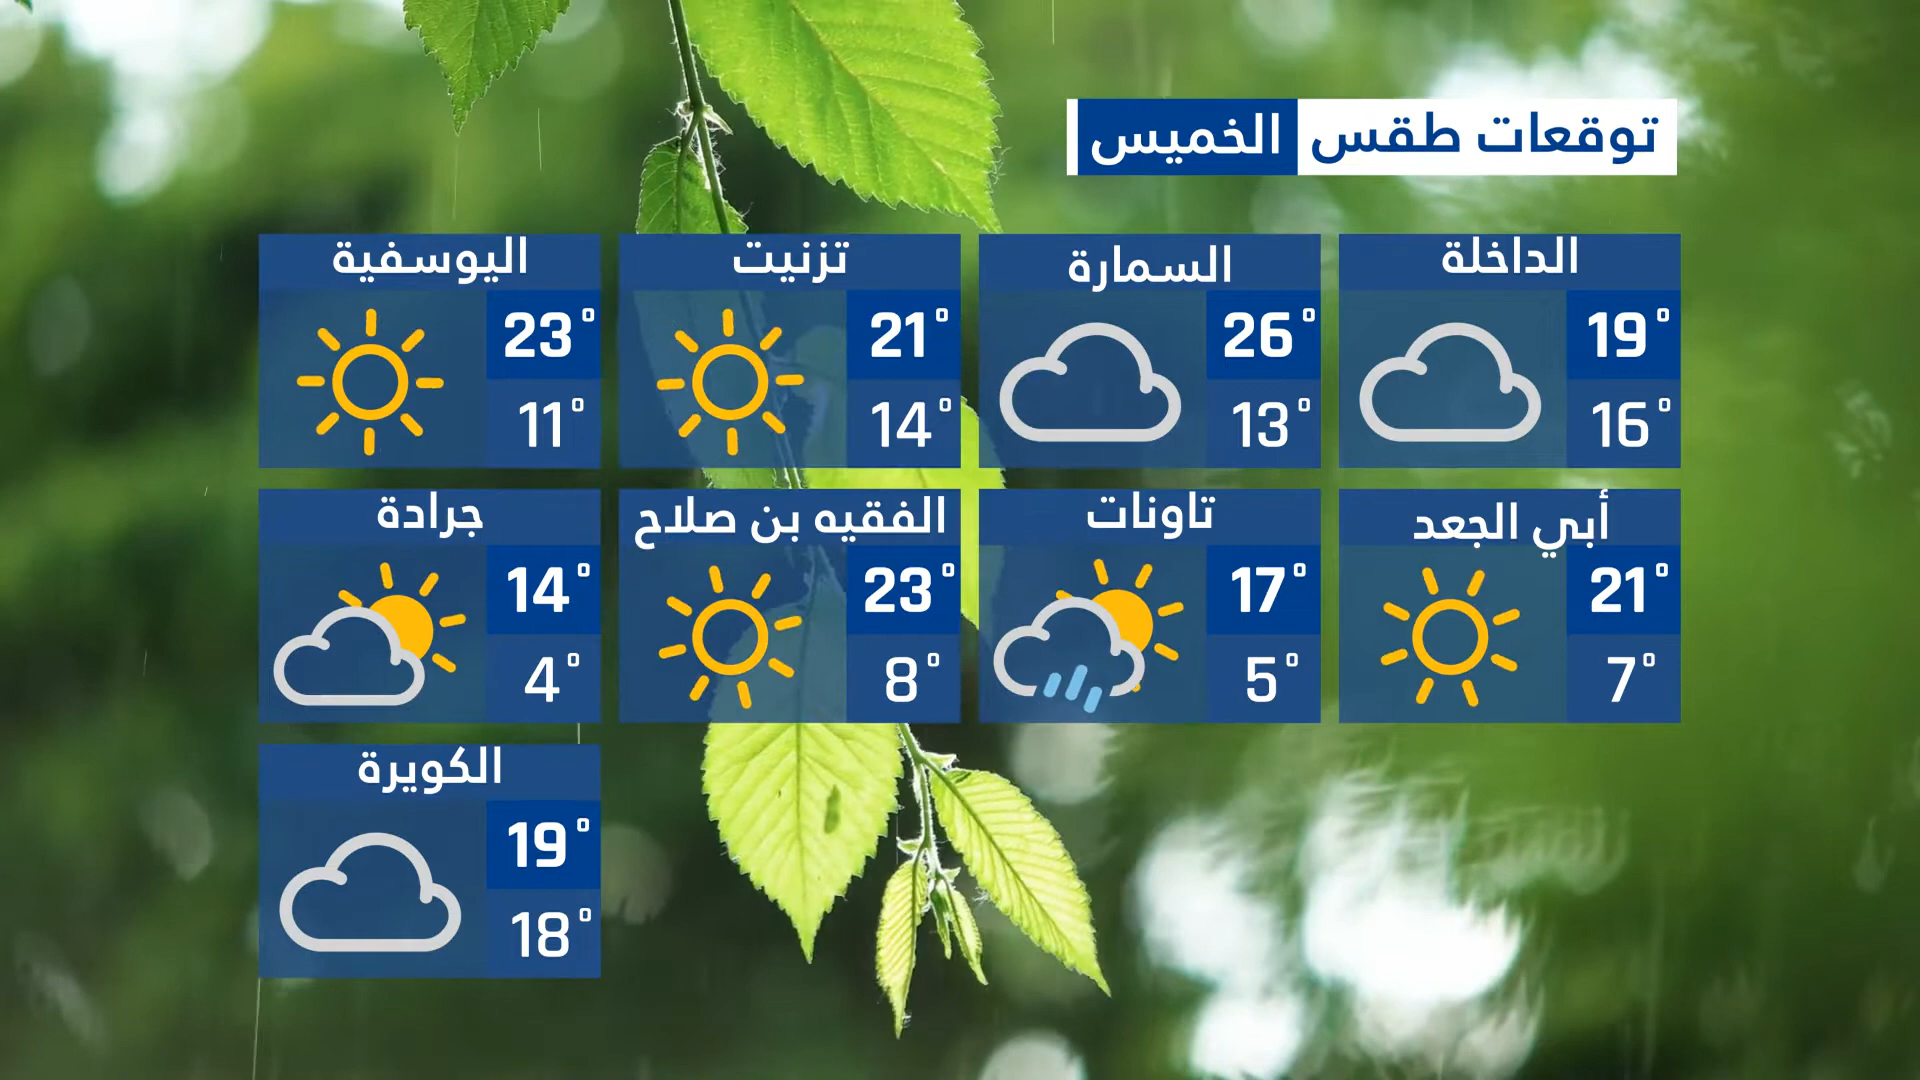 توقعات طقس الخميس
الداخلة
19°
16°
السمارة
26°
13°
تزنيت
21°
14°
اليوسفية
23°
11°
أبي الجعد
21°
7°
تاونات
17°
5°
الفقيه بن صلاح
23°
8°
جرادة
14°
4°
الكويرة
19°
18°